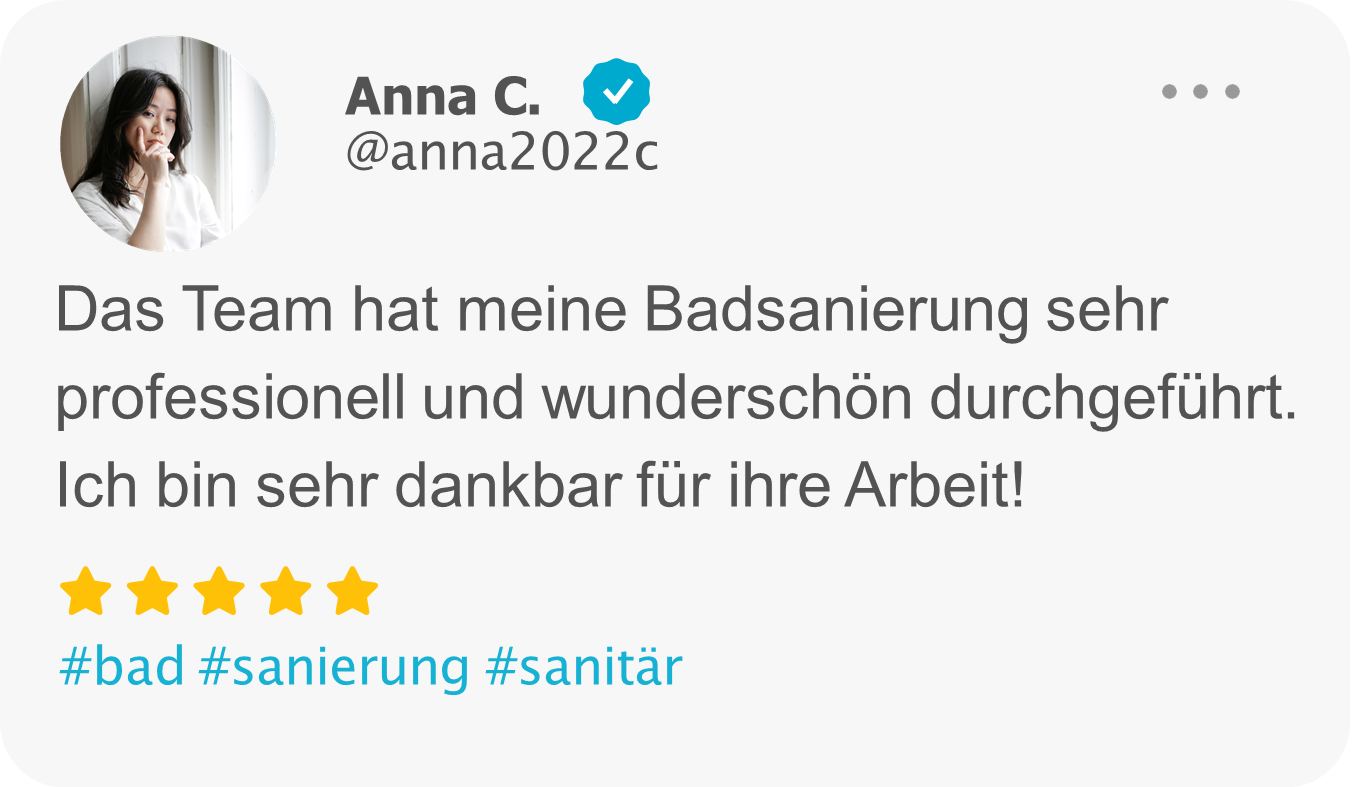 Anna C.
@anna2022c
Das Team hat meine Badsanierung sehr
professionell und wunderschön durchgeführt.
Ich bin sehr dankbar für ihre Arbeit!
#bad #sanierung #sanitär